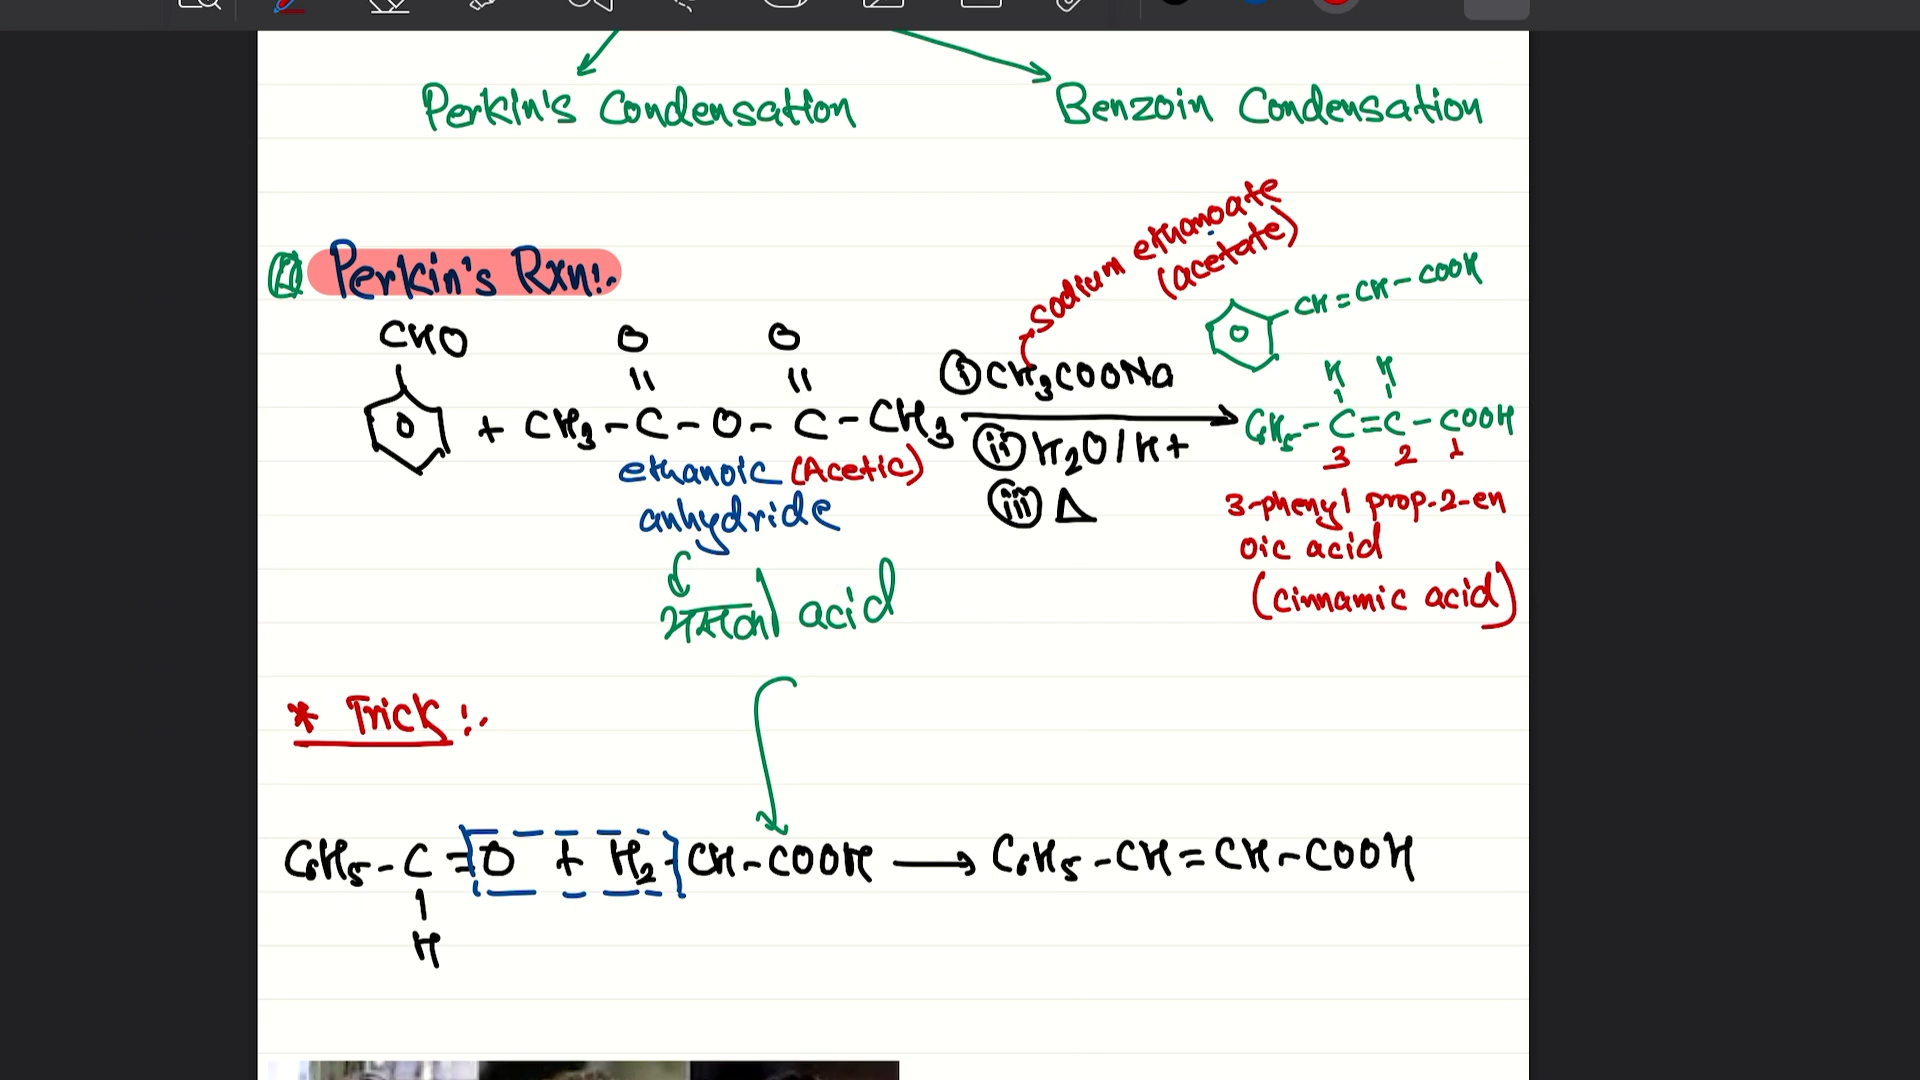 Perkin's Condensation
Benzoin Condensation
Perkin's Rxn:-
sodium ethanoate
(acetate)
CH=CH-COOH
CHO
O
O
H
H
(i) CH3COONa
+ CH3-C-O-C-CH3
C6H5-C=C-COOH
3 2 1
(ii) H2O/H+
(iii) Δ
ethanoic (Acetic)
anhydride
3-phenyl prop-2-en
oic acid
(cinnamic acid)
acid
* Trick :-
C6H5-C=O + H2-CH-COOH → C6H5-CH=CH-COOH
H